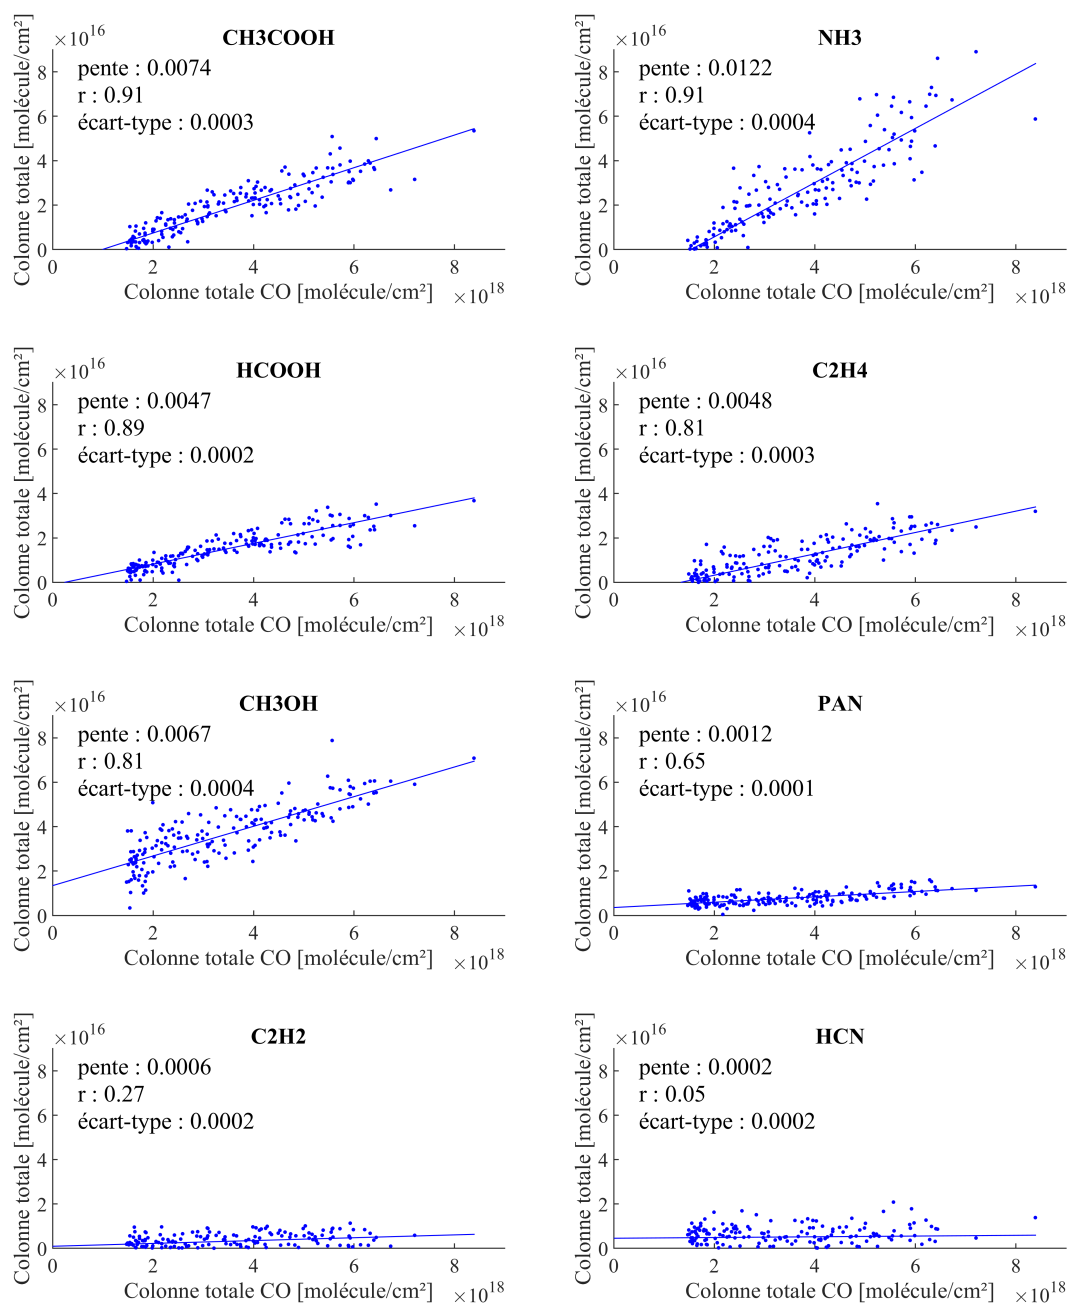 CH3COOH
×10^16
pente : 0.0074
r : 0.91
écart-type : 0.0003
Colonne totale [molécule/cm²]
8
6
4
2
0
0 2 4 6 8
Colonne totale CO [molécule/cm²] ×10^18
NH3
×10^16
pente : 0.0122
r : 0.91
écart-type : 0.0004
Colonne totale [molécule/cm²]
8
6
4
2
0
0 2 4 6 8
Colonne totale CO [molécule/cm²] ×10^18
HCOOH
×10^16
pente : 0.0047
r : 0.89
écart-type : 0.0002
Colonne totale [molécule/cm²]
8
6
4
2
0
0 2 4 6 8
Colonne totale CO [molécule/cm²] ×10^18
C2H4
×10^16
pente : 0.0048
r : 0.81
écart-type : 0.0003
Colonne totale [molécule/cm²]
8
6
4
2
0
0 2 4 6 8
Colonne totale CO [molécule/cm²] ×10^18
CH3OH
×10^16
pente : 0.0067
r : 0.81
écart-type : 0.0004
Colonne totale [molécule/cm²]
8
6
4
2
0
0 2 4 6 8
Colonne totale CO [molécule/cm²] ×10^18
PAN
×10^16
pente : 0.0012
r : 0.65
écart-type : 0.0001
Colonne totale [molécule/cm²]
8
6
4
2
0
0 2 4 6 8
Colonne totale CO [molécule/cm²] ×10^18
C2H2
×10^16
pente : 0.0006
r : 0.27
écart-type : 0.0002
Colonne totale [molécule/cm²]
8
6
4
2
0
0 2 4 6 8
Colonne totale CO [molécule/cm²] ×10^18
HCN
×10^16
pente : 0.0002
r : 0.05
écart-type : 0.0002
Colonne totale [molécule/cm²]
8
6
4
2
0
0 2 4 6 8
Colonne totale CO [molécule/cm²] ×10^18